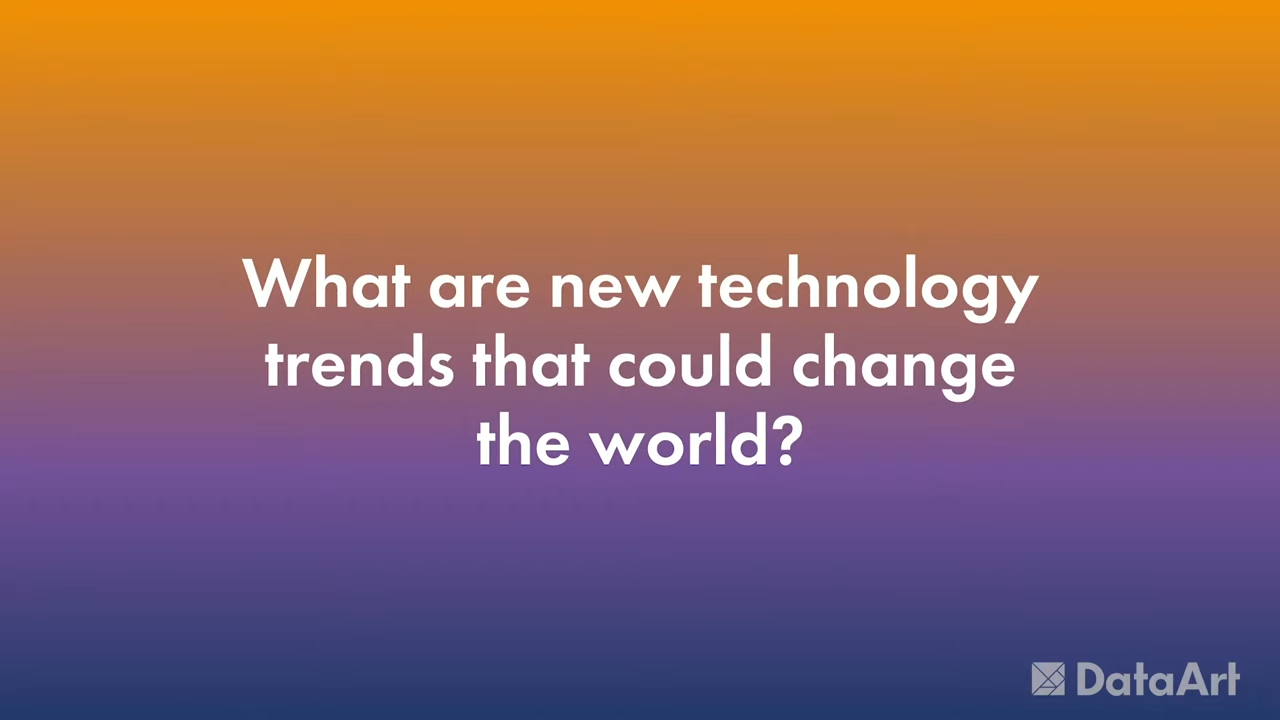 What are new technology
trends that could change
the world?
DataArt